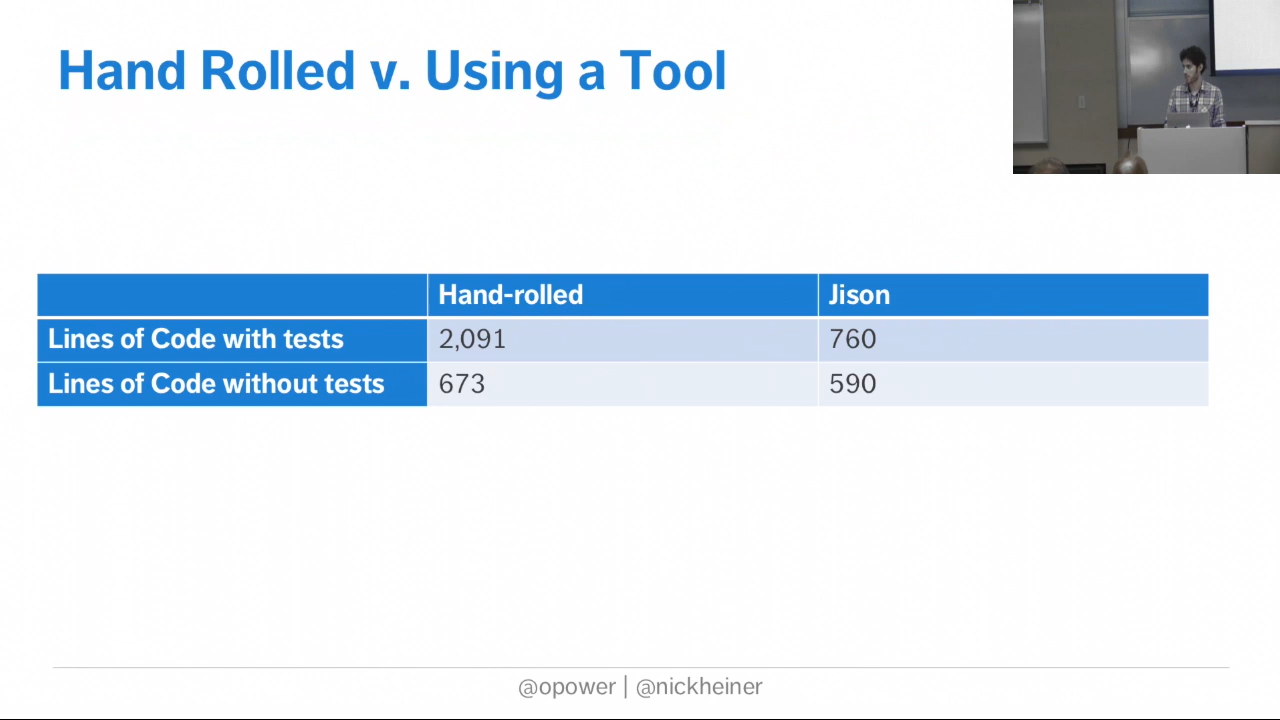 Hand Rolled v. Using a Tool
Hand-rolled Jison
Lines of Code with tests 2,091 760
Lines of Code without tests 673 590
@opower | @nickheiner